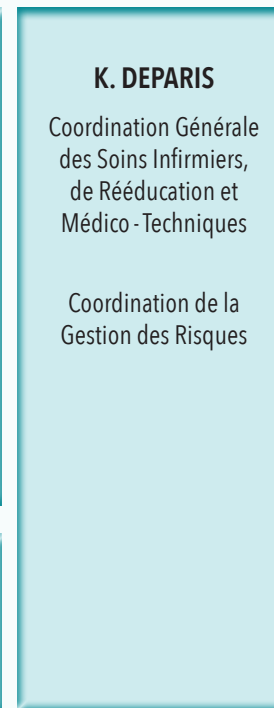 K. DEPARIS
Coordination Générale
des Soins Infirmiers,
de Rééducation et
Médico - Techniques
Coordination de la
Gestion des Risques